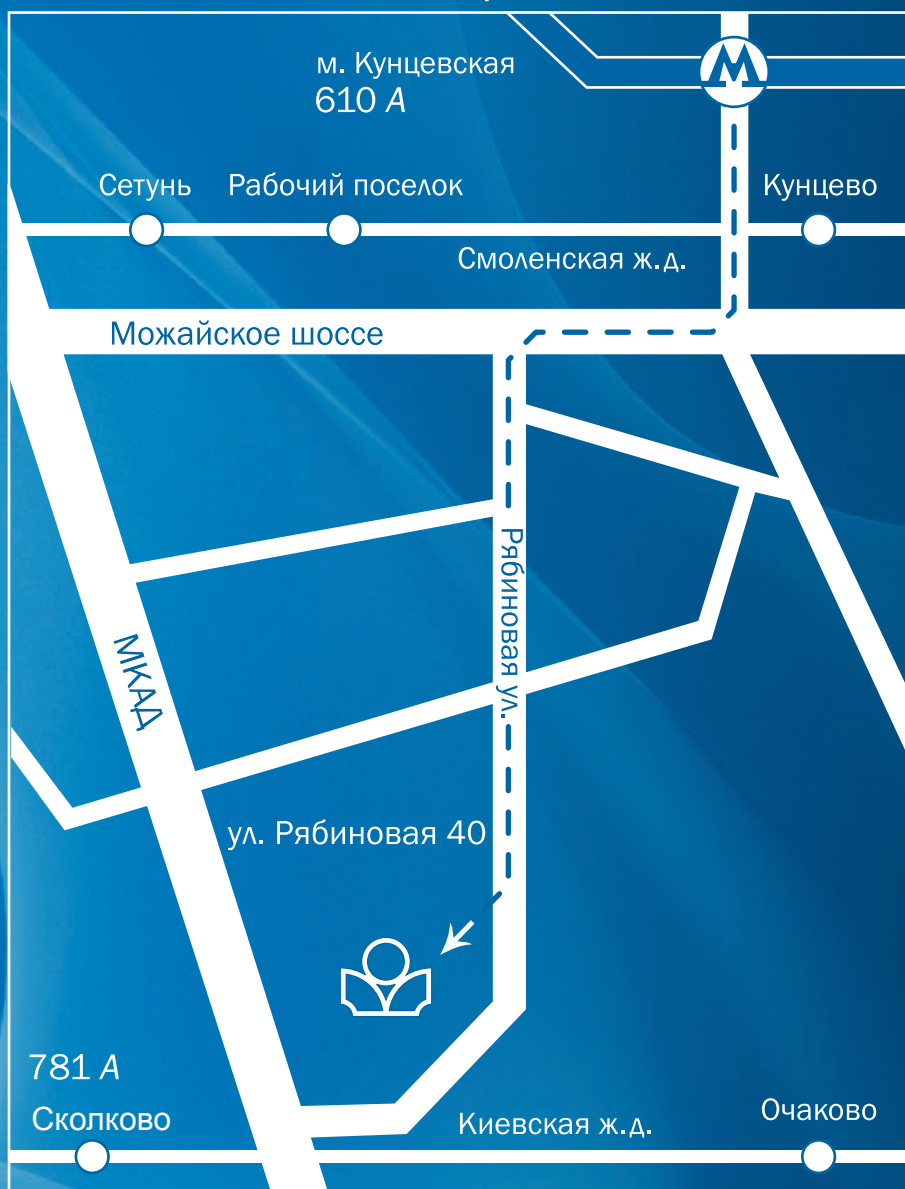 м. Кунцевская
610 А
Сетунь
Рабочий поселок
Кунцево
Смоленская ж.д.
Можайское шоссе
Рябиновая ул.
МКАД
ул. Рябиновая 40
781 А
Сколково
Киевская ж.д.
Очаково